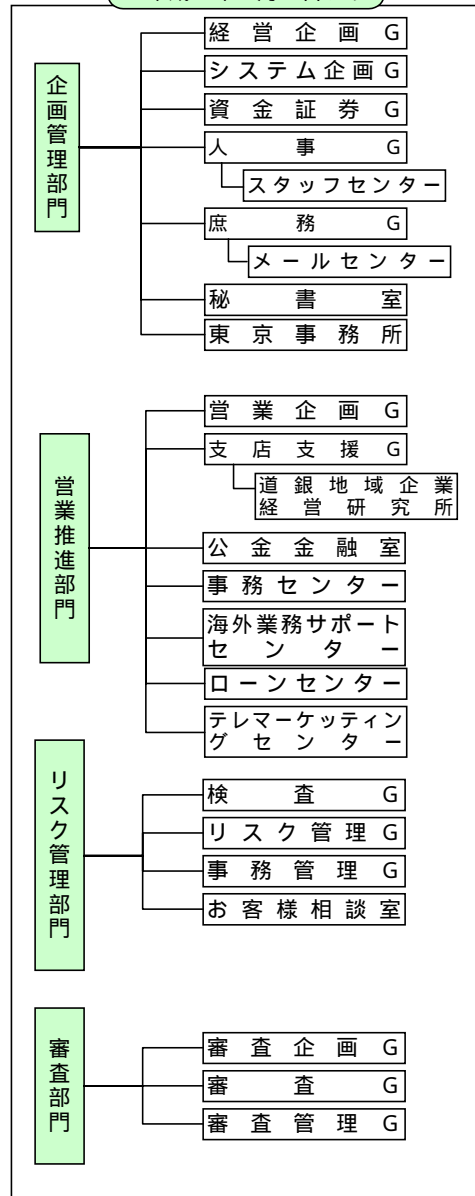 企画管理部門
経営企画G
システム企画G
資金証券G
人事G
スタッフセンター
庶務G
メールセンター
秘書室
東京事務所
営業推進部門
営業企画G
支店支援G
道銀地域企業
経営研究所
公金金融室
事務センター
海外業務サポート
センター
ローンセンター
テレマーケッティン
グセンター
リスク管理部門
検査G
リスク管理G
事務管理G
お客様相談室
審査部門
審査企画G
審査G
審査管理G